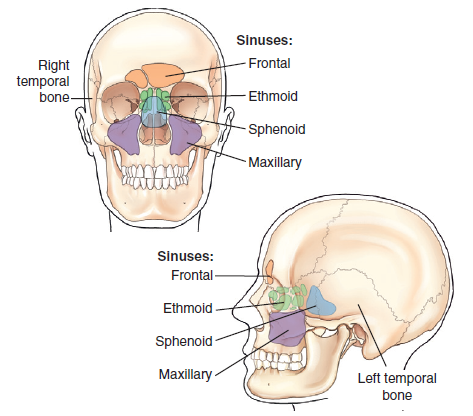 Sinuses:
Frontal
Right
temporal
bone
Ethmoid
Sphenoid
Maxillary
Sinuses:
Frontal
Ethmoid
Sphenoid
Maxillary
Left temporal
bone